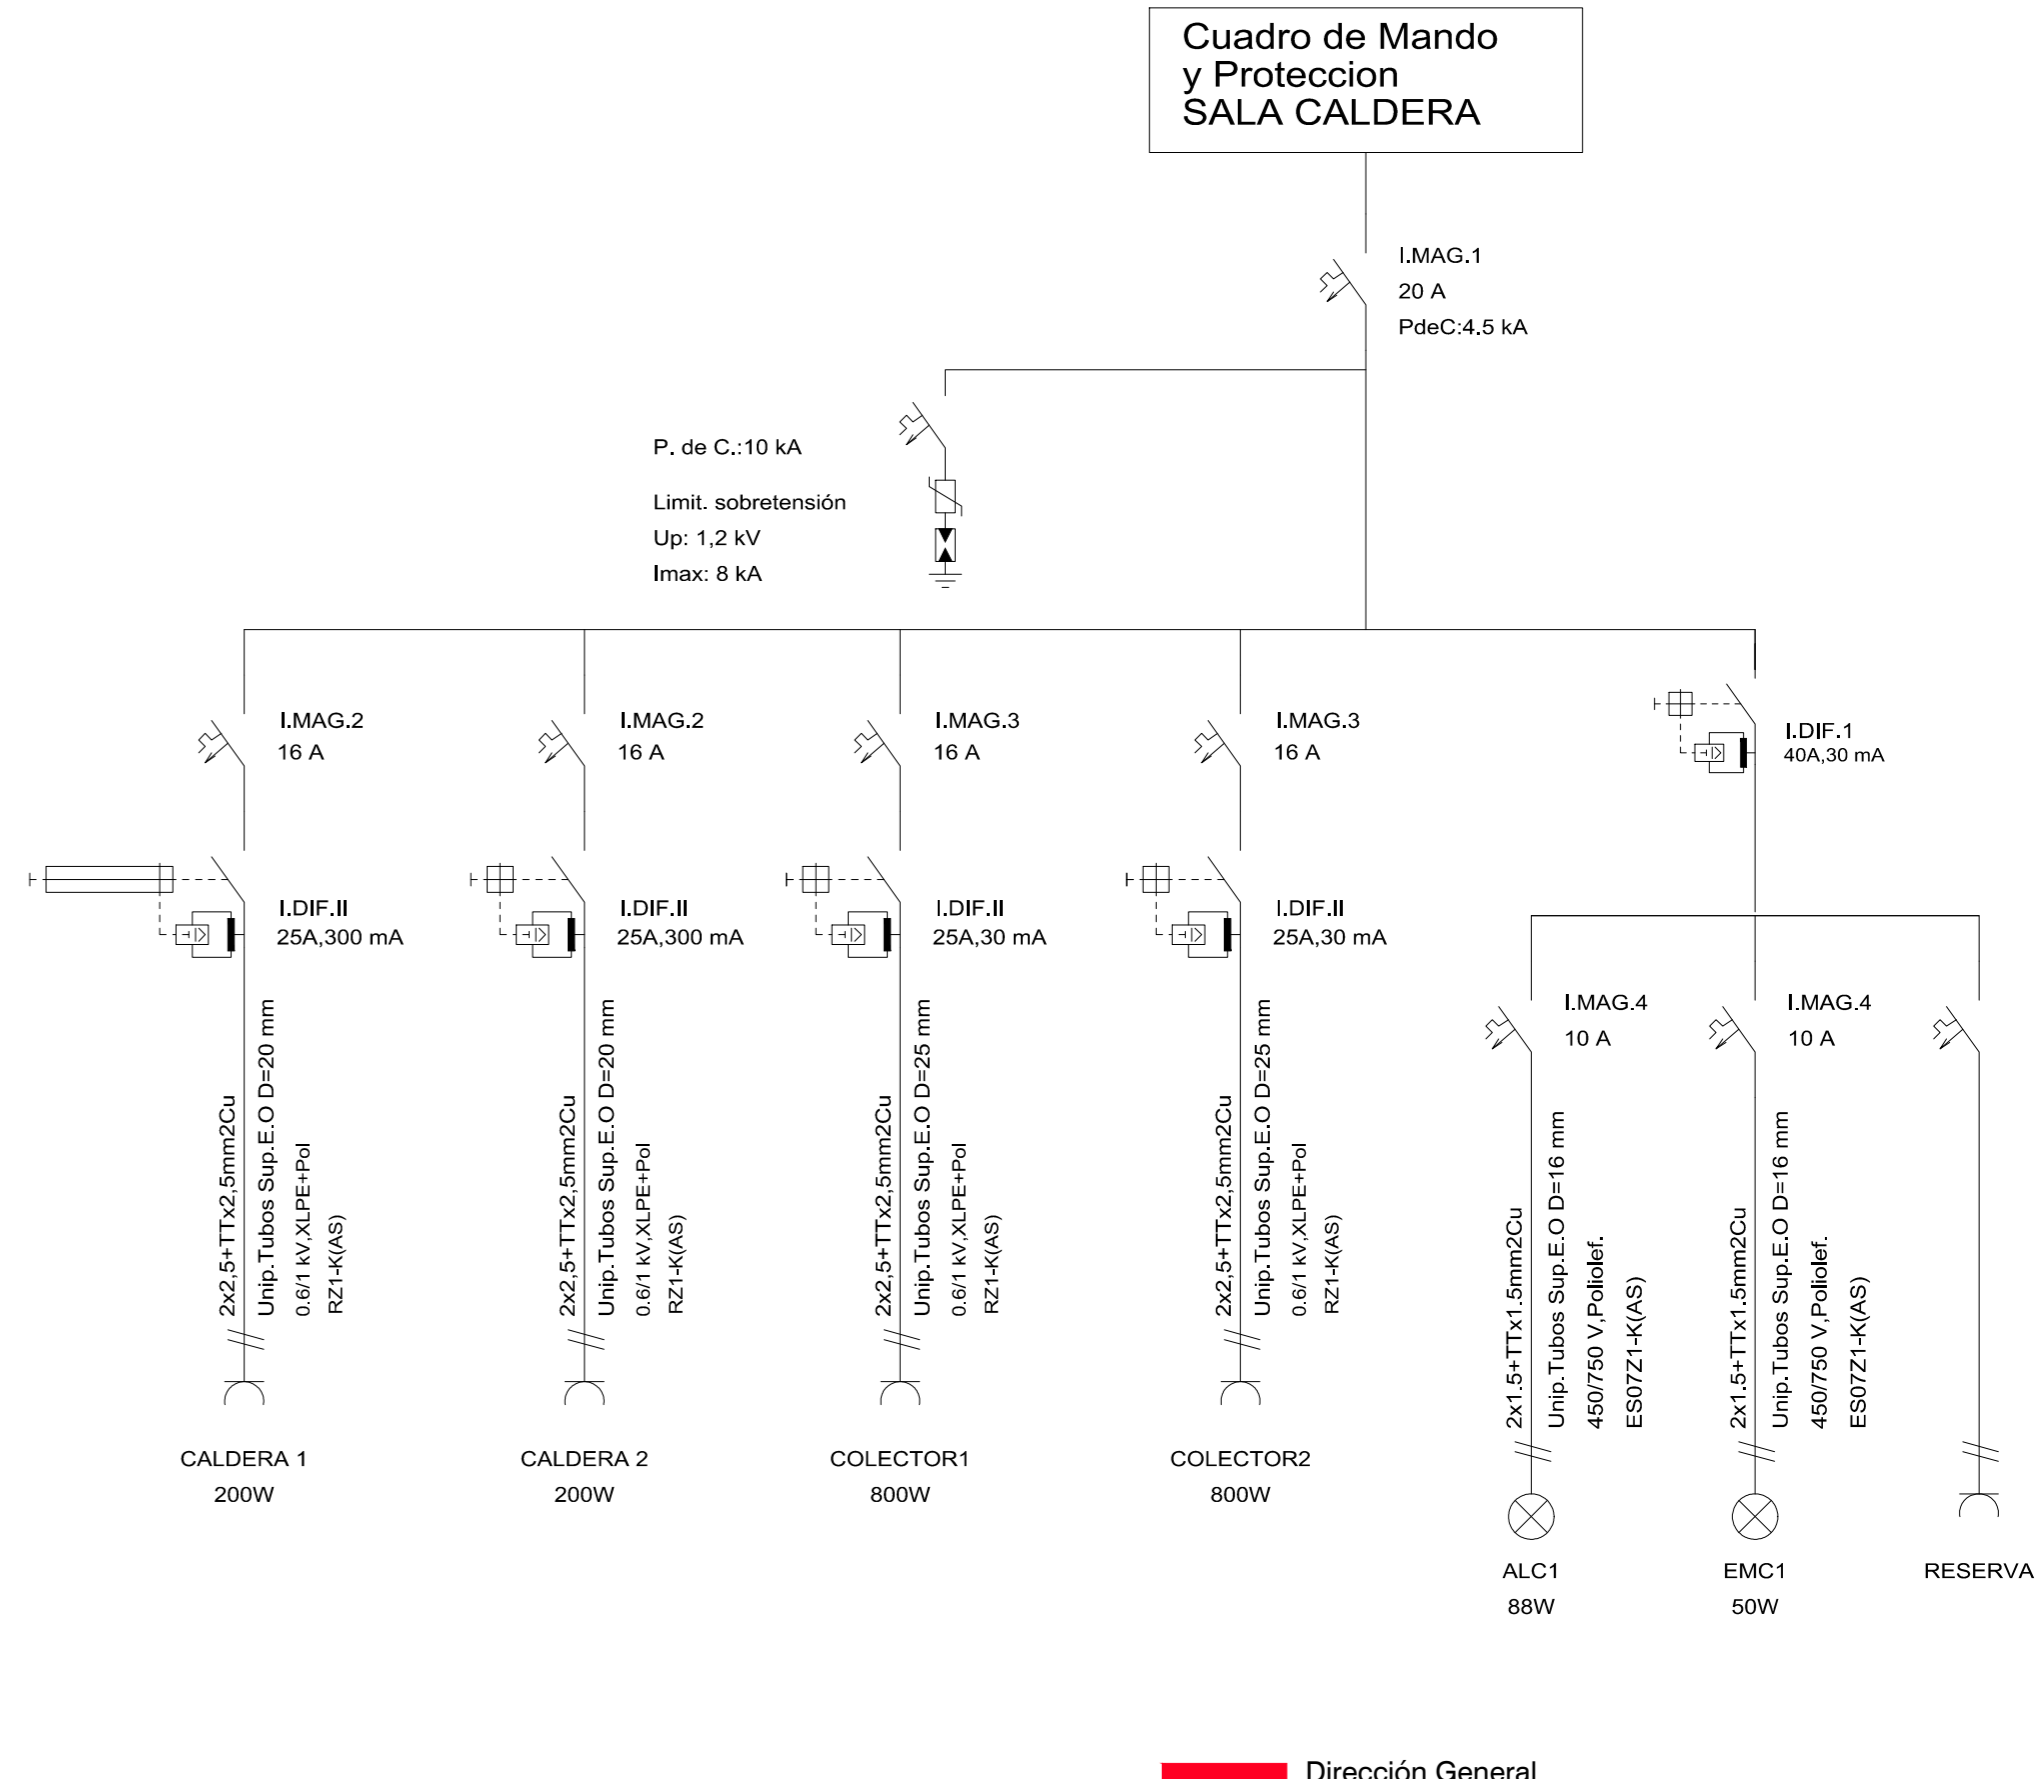 Cuadro de Mando
y Proteccion
SALA CALDERA
I.MAG.1
20 A
PdeC:4.5 kA
P. de C.:10 kA
Limit. sobretensión
Up: 1,2 kV
Imax: 8 kA
I.MAG.2
16 A
I.MAG.2
16 A
I.MAG.3
16 A
I.MAG.3
16 A
I.DIF.1
40A,30 mA
I.DIF.II
25A,300 mA
I.DIF.II
25A,300 mA
I.DIF.II
25A,30 mA
I.DIF.II
25A,30 mA
I.MAG.4
10 A
I.MAG.4
10 A
2x2,5+TTx2,5mm2Cu
Unip.Tubos Sup.E.O D=20 mm
0.6/1 kV,XLPE+Pol
RZ1-K(AS)
2x2,5+TTx2,5mm2Cu
Unip.Tubos Sup.E.O D=20 mm
0.6/1 kV,XLPE+Pol
RZ1-K(AS)
2x2,5+TTx2,5mm2Cu
Unip.Tubos Sup.E.O D=25 mm
0.6/1 kV,XLPE+Pol
RZ1-K(AS)
2x2,5+TTx2,5mm2Cu
Unip.Tubos Sup.E.O D=25 mm
0.6/1 kV,XLPE+Pol
RZ1-K(AS)
2x1.5+TTx1.5mm2Cu
Unip.Tubos Sup.E.O D=16 mm
450/750 V,Poliolef.
ES07Z1-K(AS)
2x1.5+TTx1.5mm2Cu
Unip.Tubos Sup.E.O D=16 mm
450/750 V,Poliolef.
ES07Z1-K(AS)
CALDERA 1
200W
CALDERA 2
200W
COLECTOR1
800W
COLECTOR2
800W
ALC1
88W
EMC1
50W
RESERVA
Dirección General